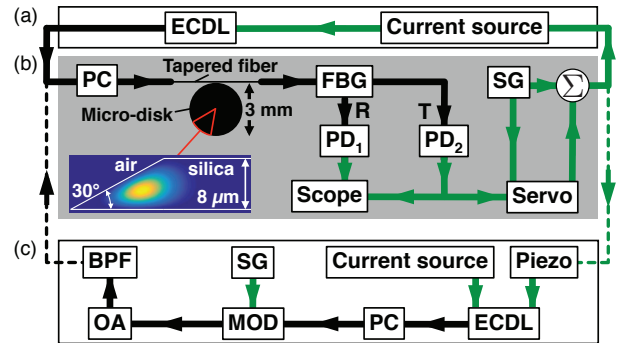 (a)
ECDL
Current source
(b)
Tapered fiber
PC
FBG
SG
Σ
Micro-disk
3 mm
R
T
PD1
PD2
air
silica
30°
8 μm
Scope
Servo
(c)
BPF
SG
Current source
Piezo
OA
MOD
PC
ECDL